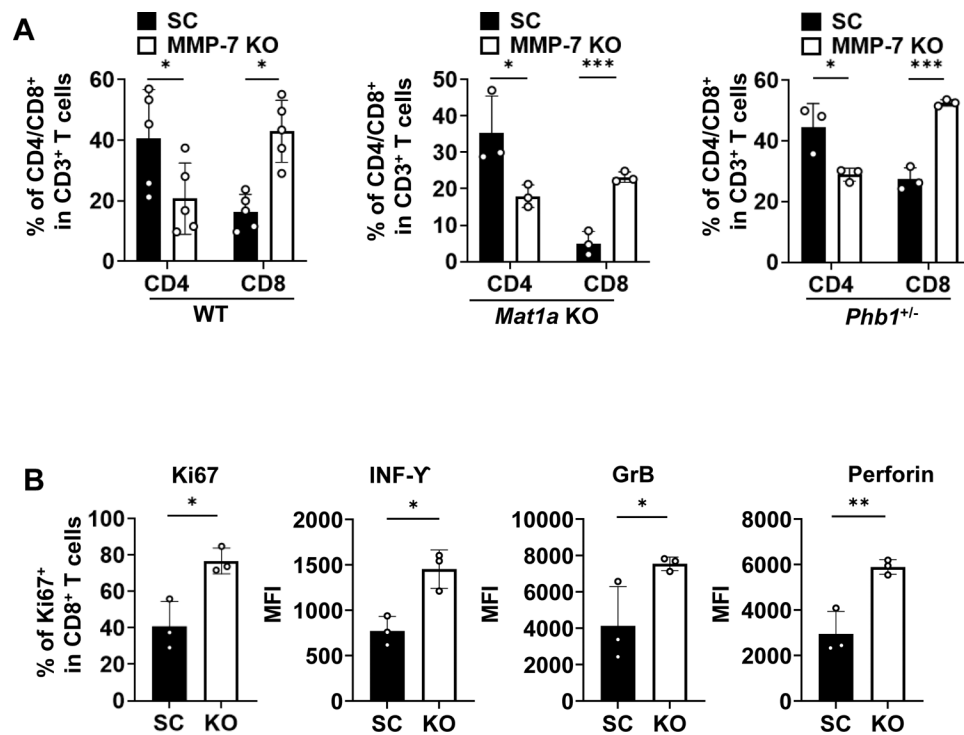 A
SC
MMP-7 KO
% of CD4/CD8⁺
in CD3⁺ T cells
60
40
20
0
*
*
CD4
CD8
WT
SC
MMP-7 KO
% of CD4/CD8⁺
in CD3⁺ T cells
50
40
30
20
10
0
*
***
CD4
CD8
Mat1a KO
SC
MMP-7 KO
% of CD4/CD8⁺
in CD3⁺ T cells
60
40
20
0
*
***
CD4
CD8
Phb1⁺/⁻
B
Ki67
% of Ki67⁺
in CD8⁺ T cells
100
80
60
40
20
0
*
SC
KO
INF-ϒ
MFI
2000
1500
1000
500
0
*
SC
KO
GrB
MFI
10000
8000
6000
4000
2000
0
*
SC
KO
Perforin
MFI
8000
6000
4000
2000
0
**
SC
KO